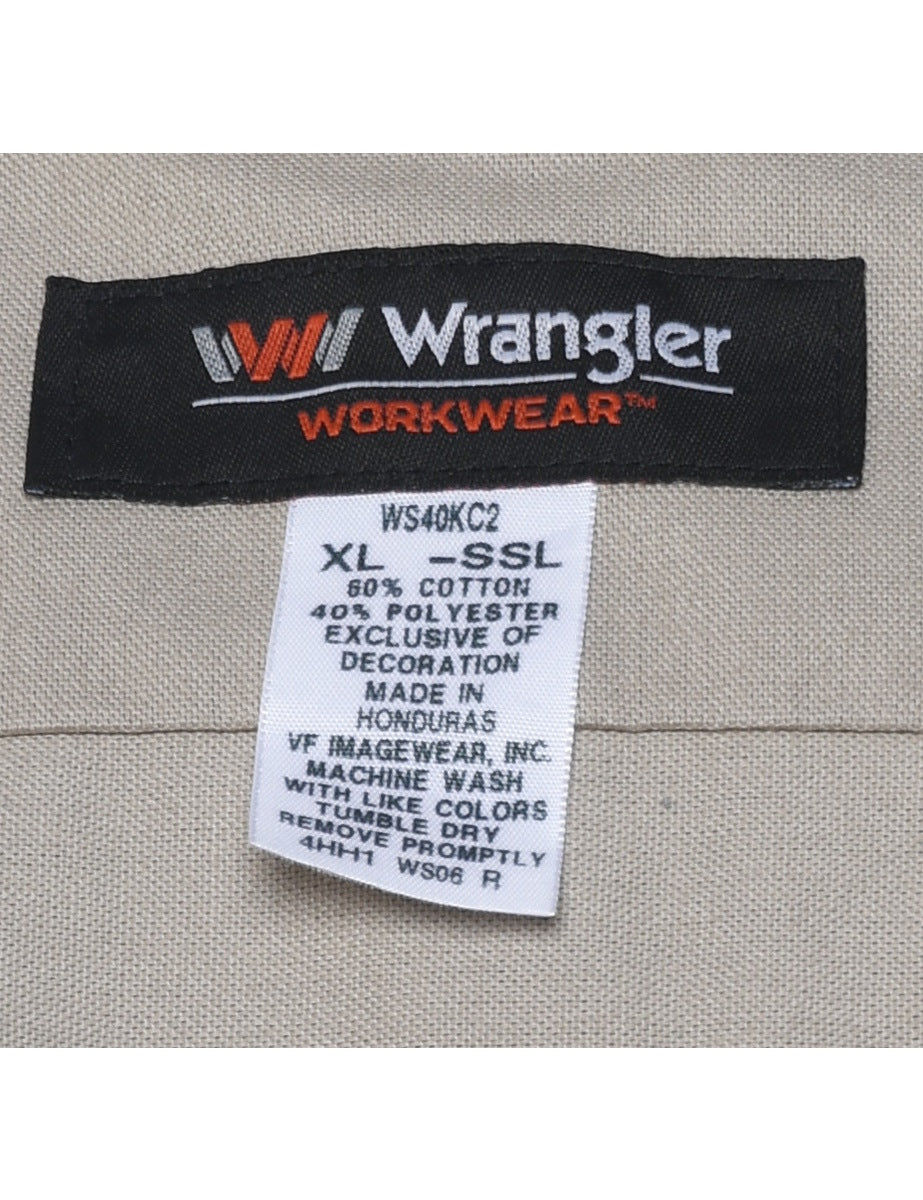 Wrangler
WORKWEAR™
WS40KC2
XL -SSL
60% COTTON
40% POLYESTER
EXCLUSIVE OF
DECORATION
MADE IN
HONDURAS
VF IMAGEWEAR, INC.
MACHINE WASH
WITH LIKE COLORS
TUMBLE DRY
REMOVE PROMPTLY
4HH1 WS06 R